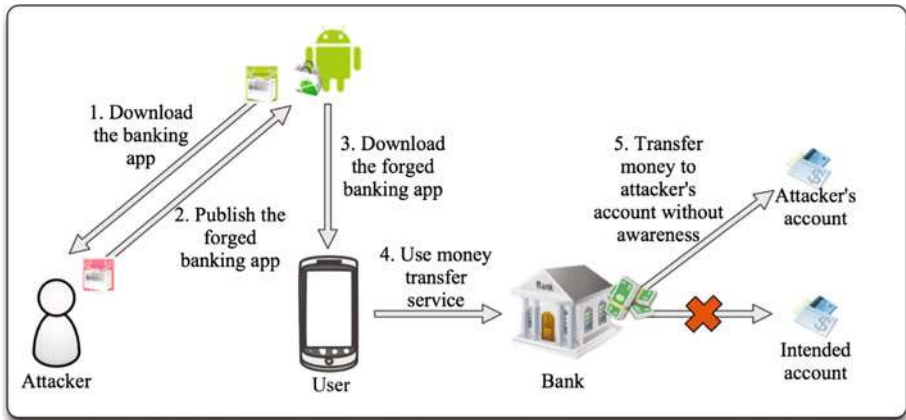 1. Download
the banking
app
2. Publish the
forged
banking app
3. Download
the forged
banking app
4. Use money
transfer
service
5. Transfer
money to
attacker's
account without
awareness
Attacker's
account
Bank
Intended
account
Attacker
User
Bank